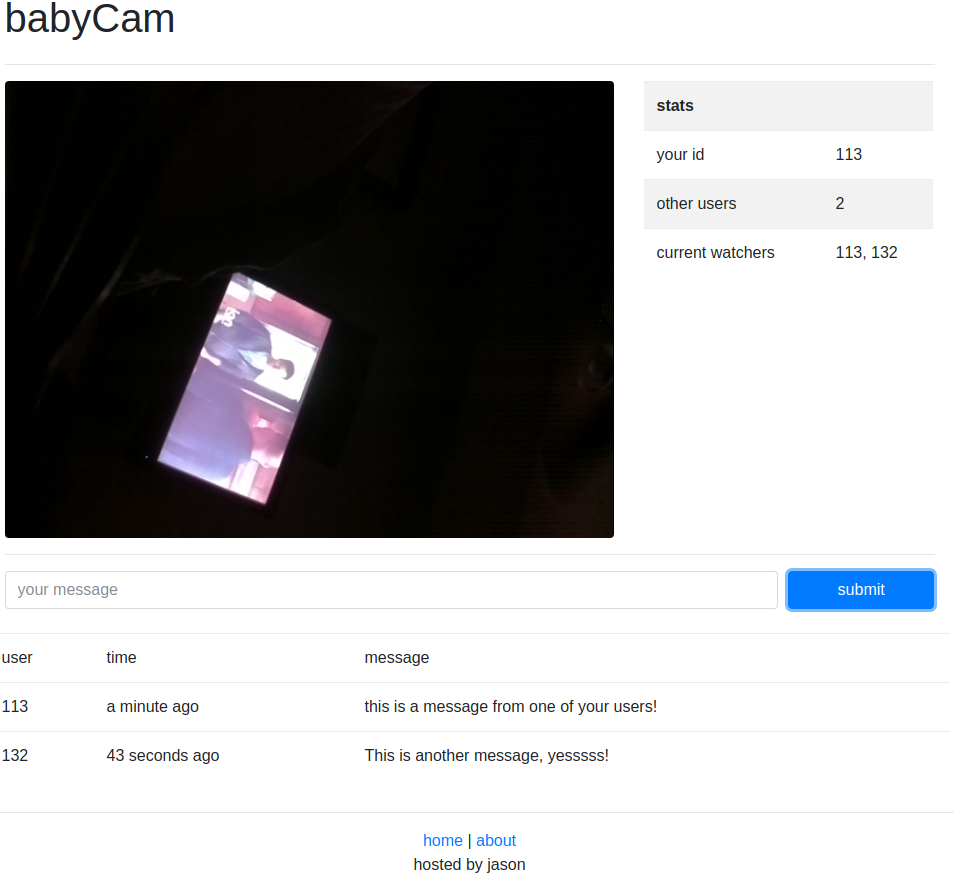 babyCam
stats
your id 113
other users 2
current watchers 113, 132
your message
submit
user time message
113 a minute ago this is a message from one of your users!
132 43 seconds ago This is another message, yesssss!
home | about
hosted by jason